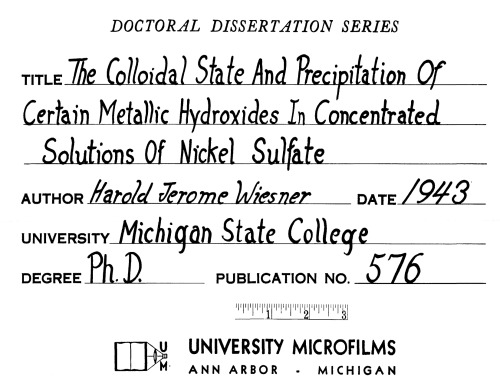 DOCTORAL DISSERTATION SERIES
TITLE The Colloidal State And Precipitation Of
Certain Metallic Hydroxides In Concentrated
Solutions Of Nickel Sulfate
AUTHOR Harold Jerome Wiesner DATE 1943
UNIVERSITY Michigan State College
DEGREE Ph.D. PUBLICATION NO. 576
1 2 3
UM UNIVERSITY MICROFILMS
ANN ARBOR - MICHIGAN